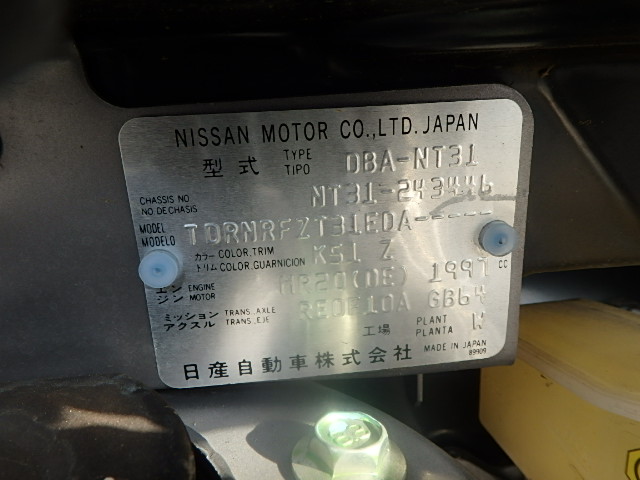 NISSAN MOTOR CO.,LTD. JAPAN
型式 TYPE TIPO DBA-NT31
CHASSIS NO. NO DECHASIS NT31-243446
MODEL MODELO TDRNRFZT31EDA-----
カラー COLOR,TRIM トリム COLOR,GUARNICION K51 Z
エンジン ENGINE MOTOR MR20(DE) 1997 cc
ミッション アクスル TRANS.,AXLE TRANS.,EJE RE0F10A GB64
工場 PLANT PLANTA W
日産自動車株式会社 MADE IN JAPAN
89909